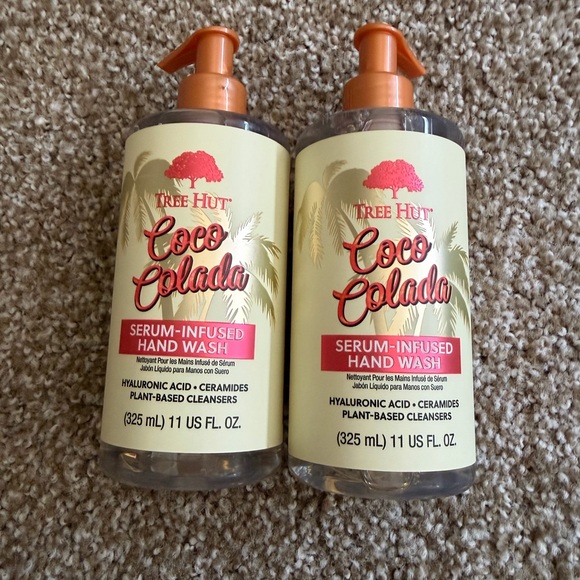 TREE HUT
Coco
Colada
SERUM-INFUSED
HAND WASH
Nettoyant Pour les Mains Infusé de Sérum
Jabón Líquido para Manos con Suero
HYALURONIC ACID • CERAMIDES
PLANT-BASED CLEANSERS
(325 mL) 11 US FL. OZ.
TREE HUT
Coco
Colada
SERUM-INFUSED
HAND WASH
Nettoyant Pour les Mains Infusé de Sérum
Jabón Líquido para Manos con Suero
HYALURONIC ACID • CERAMIDES
PLANT-BASED CLEANSERS
(325 mL) 11 US FL. OZ.